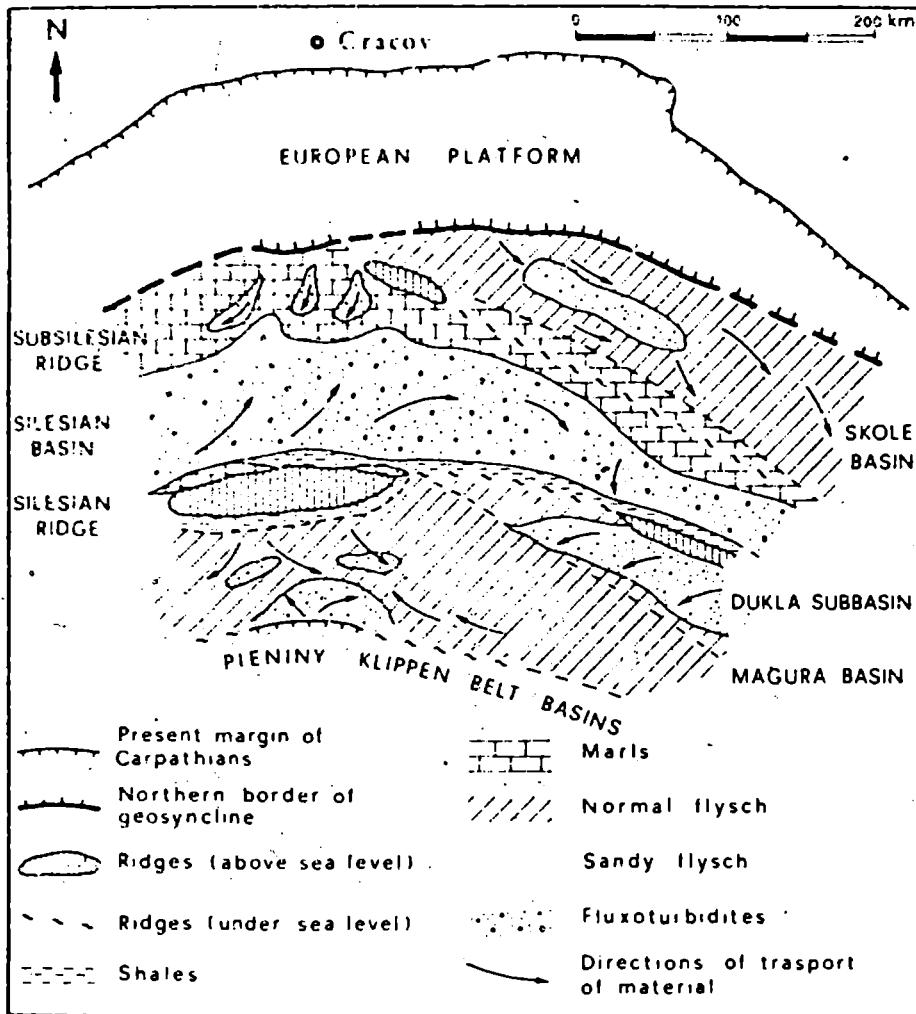 N
Cracov
0 100 200 km
EUROPEAN PLATFORM
SUBSILESIAN
RIDGE
SILESIAN
BASIN
SKOLE
BASIN
SILESIAN
RIDGE
DUKLA SUBBASIN
MAGURA BASIN
PIENINY KLIPPEN BELT BASINS
Present margin of
Carpathians
Northern border of
geosyncline
Ridges (above sea level)
Ridges (under sea level)
Shales
Marls
Normal flysch
Sandy flysch
Fluxoturbidites
Directions of trasport
of material